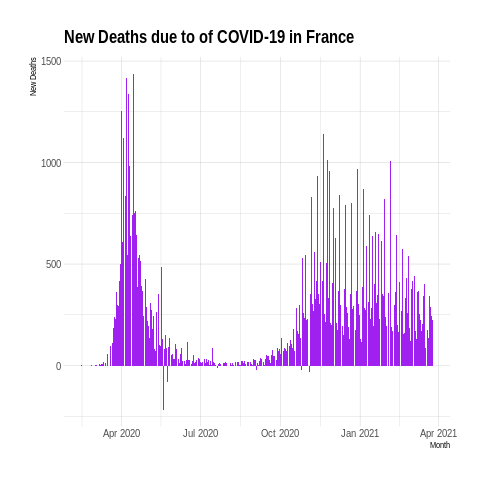 New Deaths due to of COVID-19 in France
New Deaths
1500
1000
500
0
Apr 2020
Jul 2020
Oct 2020
Jan 2021
Apr 2021
Month